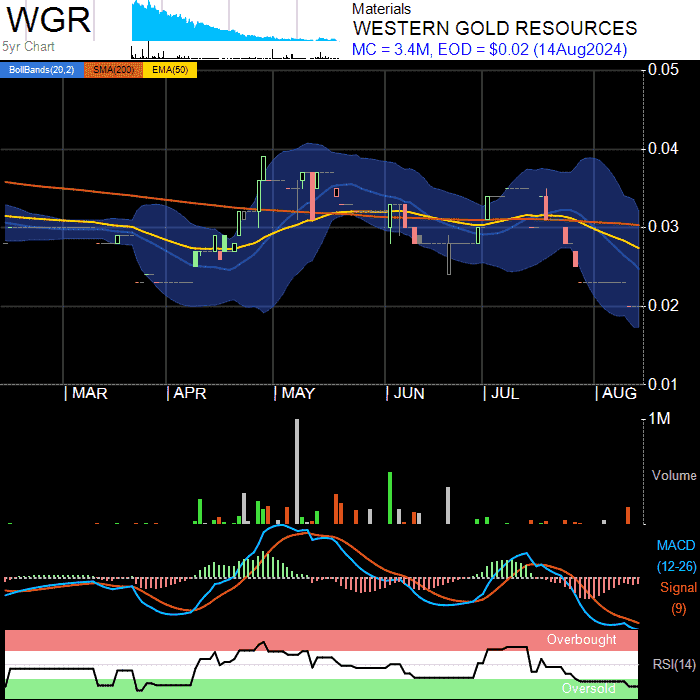 WGR
5yr Chart
Materials
WESTERN GOLD RESOURCES
MC = 3.4M, EOD = $0.02 (14Aug2024)
BollBands(20,2) SMA(200) EMA(50)
0.05
0.04
0.03
0.02
0.01
MAR APR MAY JUN JUL AUG
1M
Volume
MACD
(12-26)
Signal
(9)
Overbought
RSI(14)
Oversold